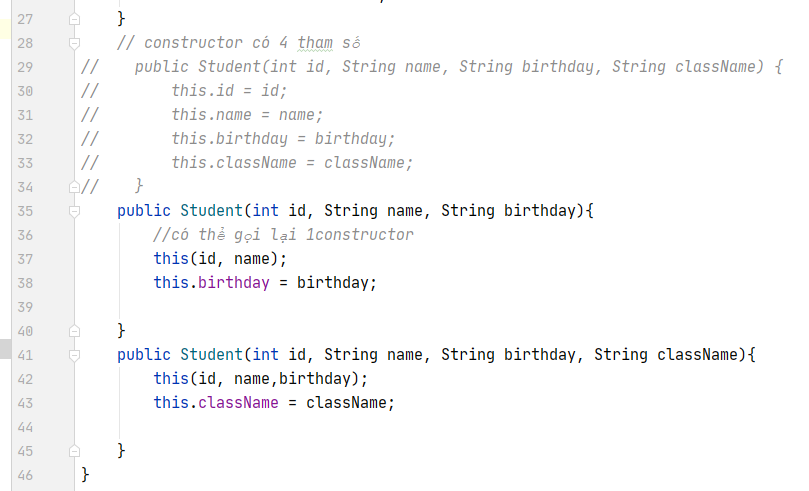 27 }
28 // constructor có 4 tham số
29 // public Student(int id, String name, String birthday, String className) {
30 // this.id = id;
31 // this.name = name;
32 // this.birthday = birthday;
33 // this.className = className;
34 // }
35 public Student(int id, String name, String birthday){
36 //có thể gọi lại 1constructor
37 this(id, name);
38 this.birthday = birthday;
39
40 }
41 public Student(int id, String name, String birthday, String className){
42 this(id, name,birthday);
43 this.className = className;
44
45 }
46 }